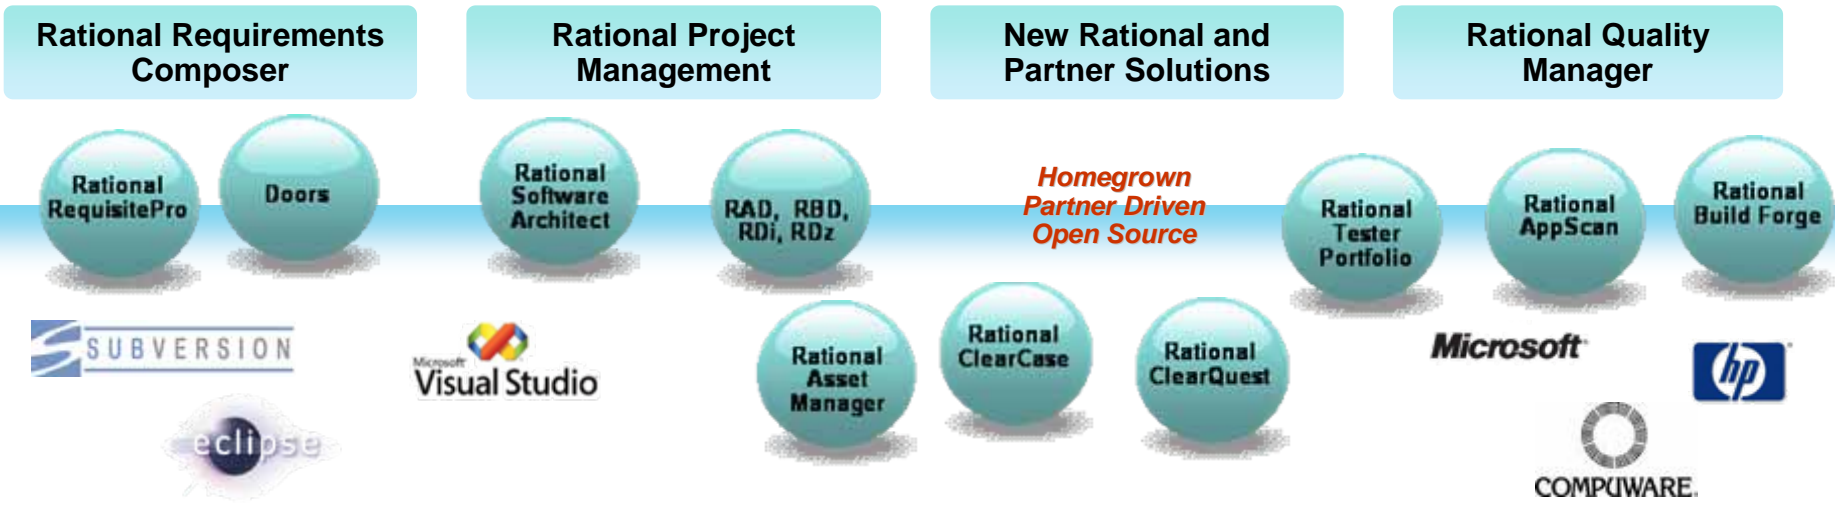 Rational Requirements
Composer
Rational Project
Management
New Rational and
Partner Solutions
Rational Quality
Manager
Rational
RequisitePro
Doors
Rational
Software
Architect
RAD, RBD,
RDi, RDz
Homegrown
Partner Driven
Open Source
Rational
Tester
Portfolio
Rational
AppScan
Rational
Build Forge
SUBVERSION
eclipse
Microsoft
Visual Studio
Rational
Asset
Manager
Rational
ClearCase
Rational
ClearQuest
Microsoft
hp
COMPUWARE.